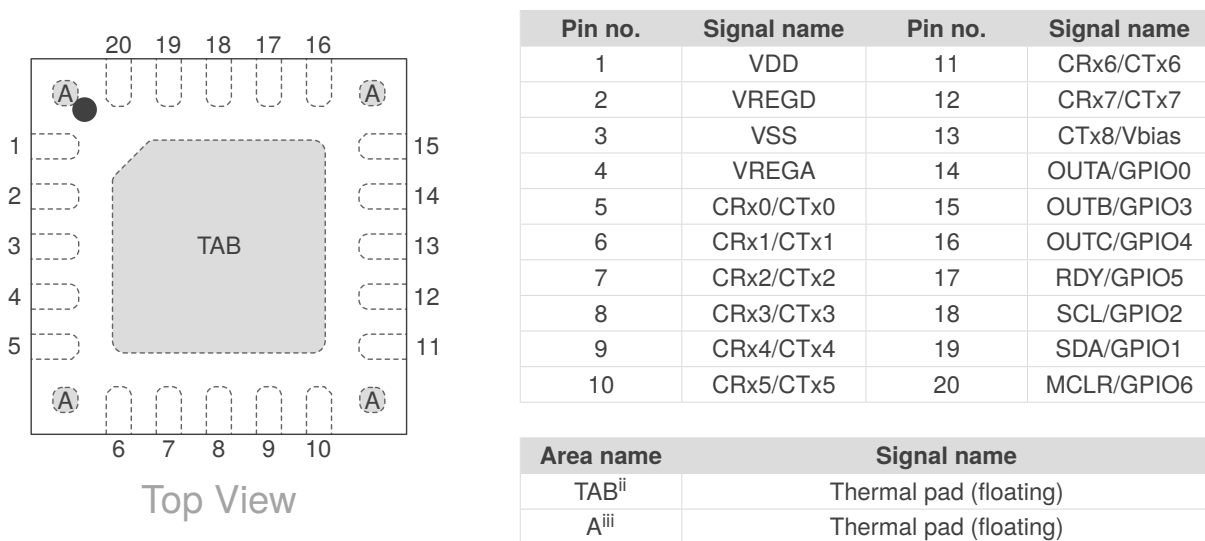 20 19 18 17 16
A A
1 15
2 14
3 TAB 13
4 12
5 11
A A
6 7 8 9 10
Top View
Pin no. Signal name Pin no. Signal name
1 VDD 11 CRx6/CTx6
2 VREGD 12 CRx7/CTx7
3 VSS 13 CTx8/Vbias
4 VREGA 14 OUTA/GPIO0
5 CRx0/CTx0 15 OUTB/GPIO3
6 CRx1/CTx1 16 OUTC/GPIO4
7 CRx2/CTx2 17 RDY/GPIO5
8 CRx3/CTx3 18 SCL/GPIO2
9 CRx4/CTx4 19 SDA/GPIO1
10 CRx5/CTx5 20 MCLR/GPIO6
Area name Signal name
TABii Thermal pad (floating)
Aiii Thermal pad (floating)